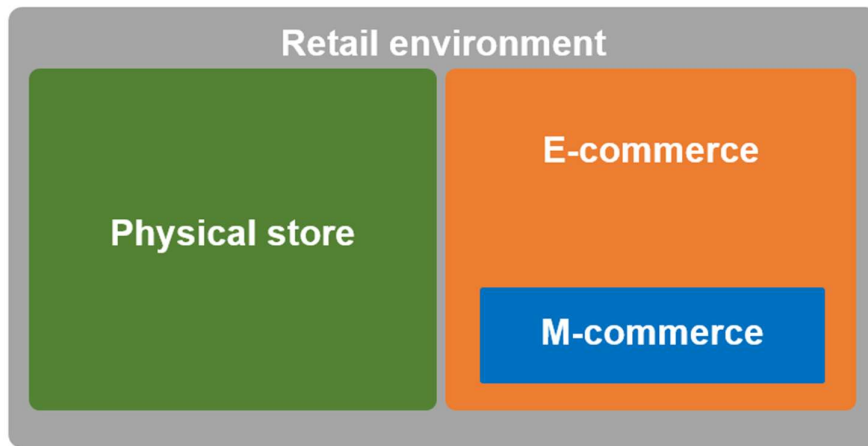 Retail environment
Physical store
E-commerce
M-commerce